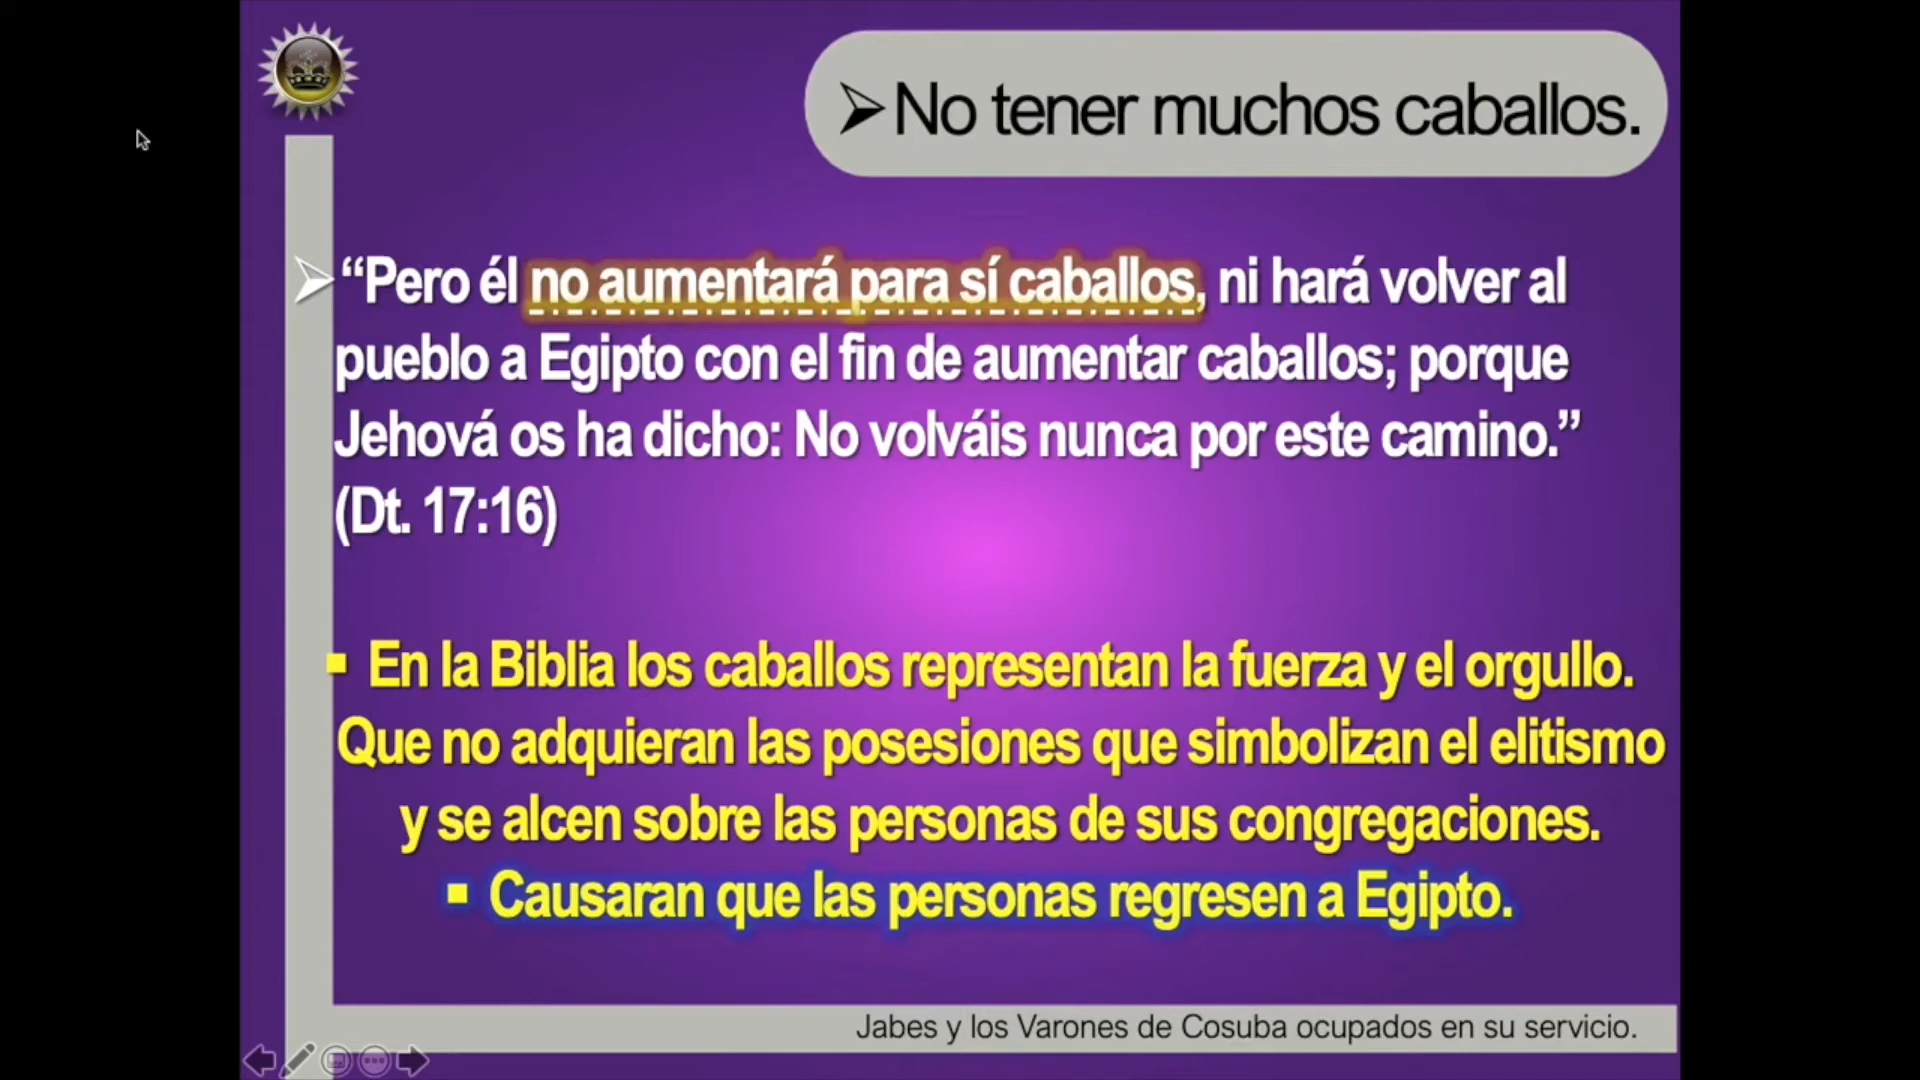 ➢No tener muchos caballos.
➢“Pero él no aumentará para sí caballos, ni hará volver al
pueblo a Egipto con el fin de aumentar caballos; porque
Jehová os ha dicho: No volváis nunca por este camino.”
(Dt. 17:16)
▪ En la Biblia los caballos representan la fuerza y el orgullo.
Que no adquieran las posesiones que simbolizan el elitismo
y se alcen sobre las personas de sus congregaciones.
▪ Causaran que las personas regresen a Egipto.
Jabes y los Varones de Cosuba ocupados en su servicio.